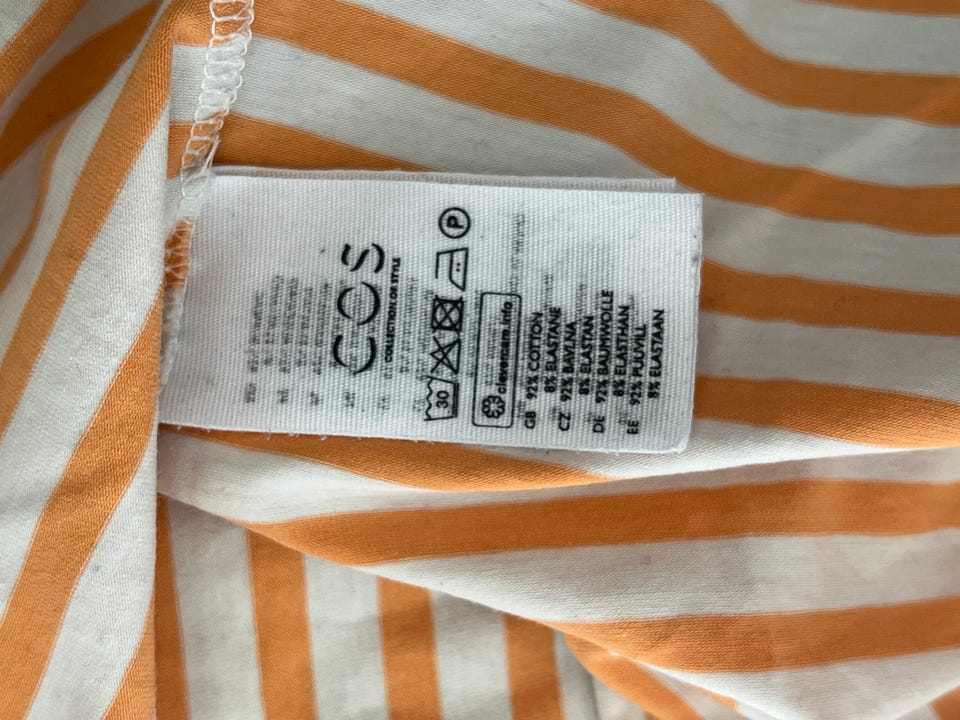 COS
COLLECTION OF STYLE
30
P
clevercare.info
GB 92% COTTON
8% ELASTANE
CZ 92% BAVLNA
8% ELASTAN
DE 92% BAUMWOLLE
8% ELASTHAN
EE 92% PUUVILL
8% ELASTAAN